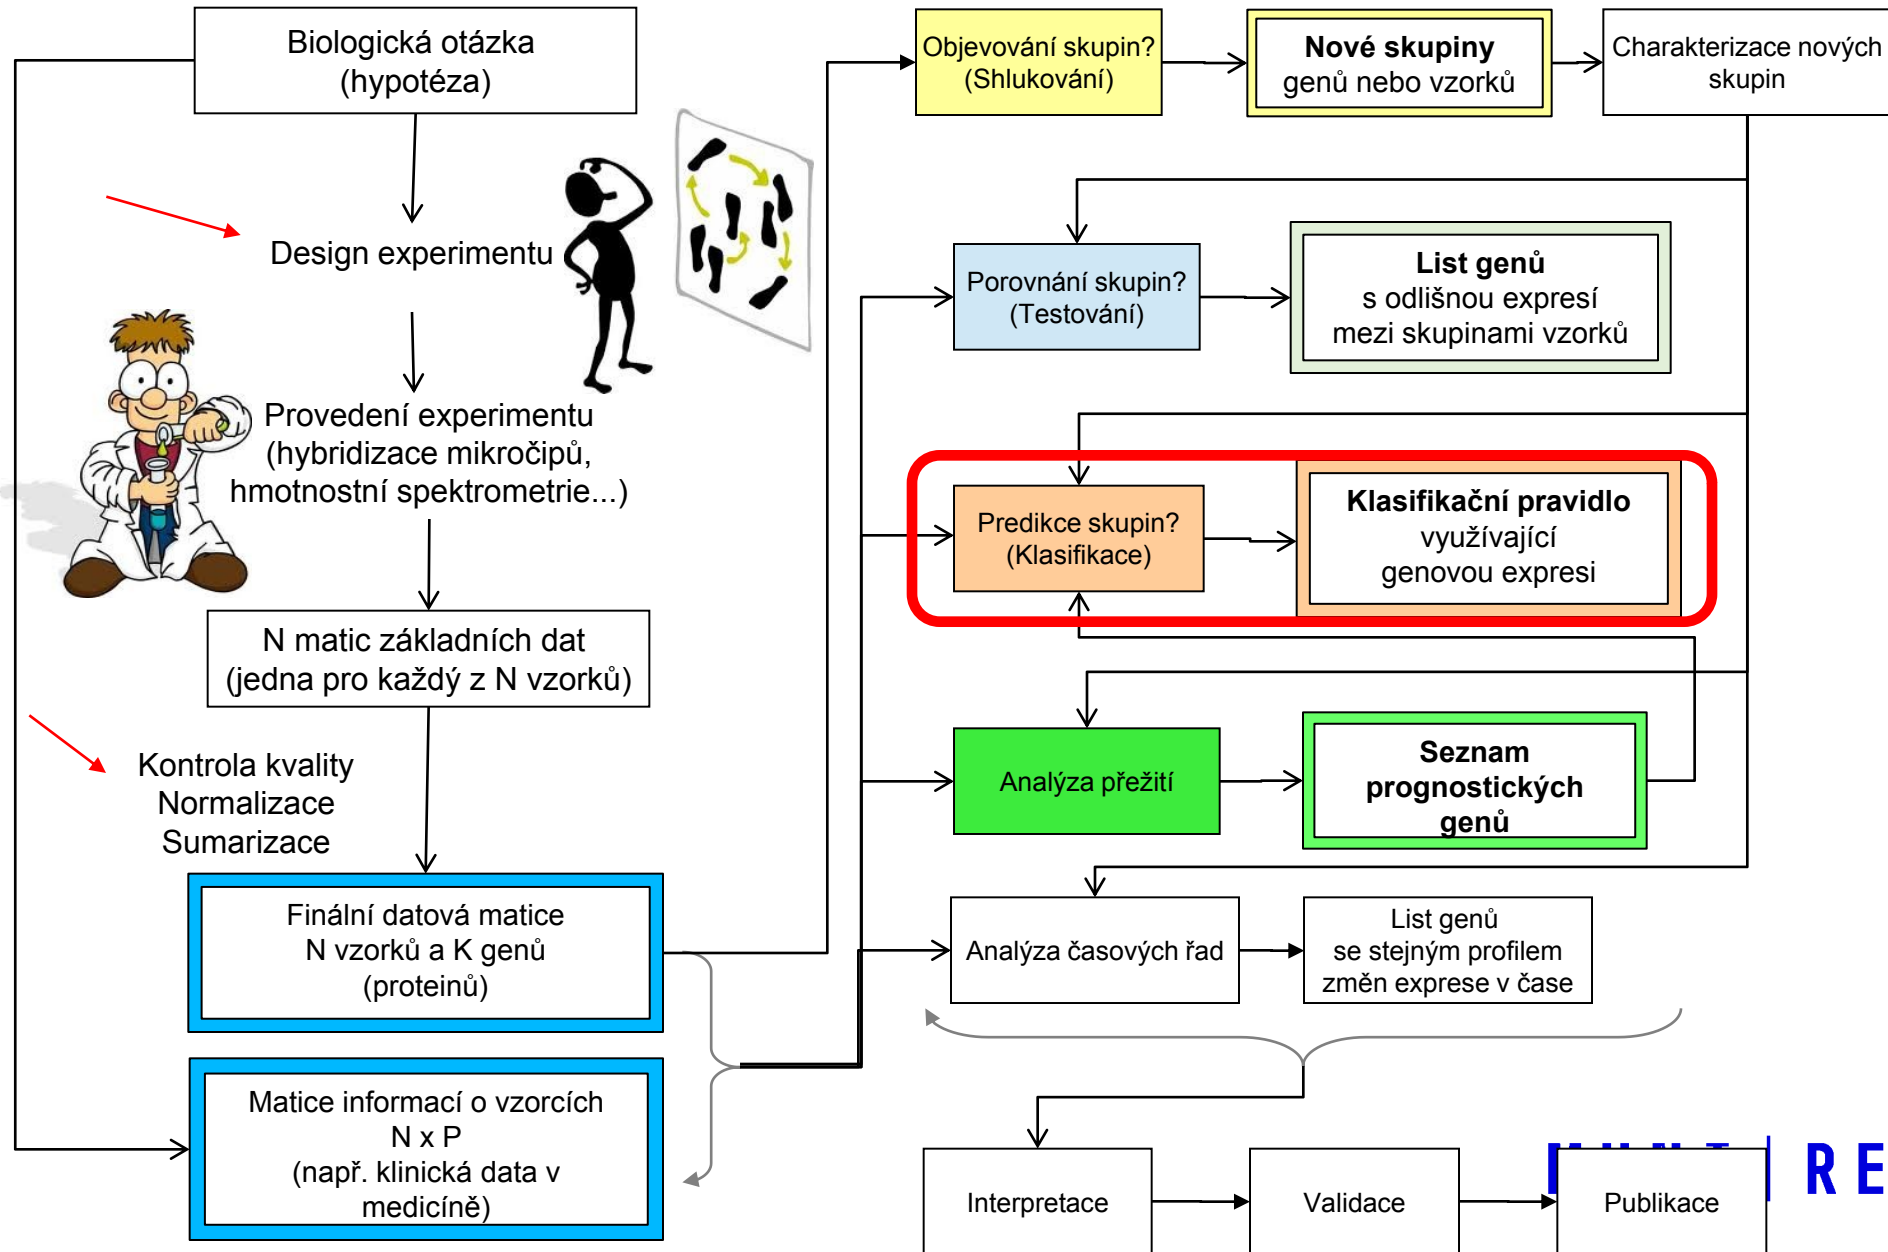 Biologická otázka
(hypotéza)
Design experimentu
Provedení experimentu
(hybridizace mikročipů,
hmotnostní spektrometrie...)
N matic základních dat
(jedna pro každý z N vzorků)
Kontrola kvality
Normalizace
Sumarizace
Finální datová matice
N vzorků a K genů
(proteinů)
Matice informací o vzorcích
N x P
(např. klinická data v
medicíně)
Objevování skupin?
(Shlukování)
Nové skupiny
genů nebo vzorků
Charakterizace nových
skupin
Porovnání skupin?
(Testování)
List genů
s odlišnou expresí
mezi skupinami vzorků
Predikce skupin?
(Klasifikace)
Klasifikační pravidlo
využívající
genovou expresi
Analýza přežití
Seznam
prognostických
genů
Analýza časových řad
List genů
se stejným profilem
změn exprese v čase
Interpretace
Validace
Publikace
RE